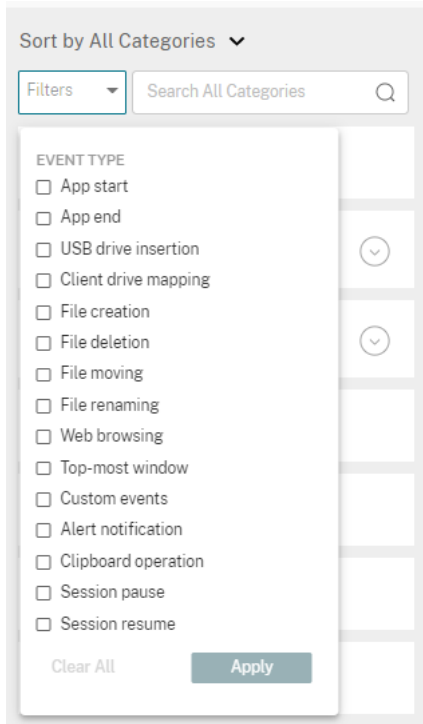 Sort by All Categories
Filters
Search All Categories
EVENT TYPE
App start
App end
USB drive insertion
Client drive mapping
File creation
File deletion
File moving
File renaming
Web browsing
Top-most window
Custom events
Alert notification
Clipboard operation
Session pause
Session resume
Clear All
Apply